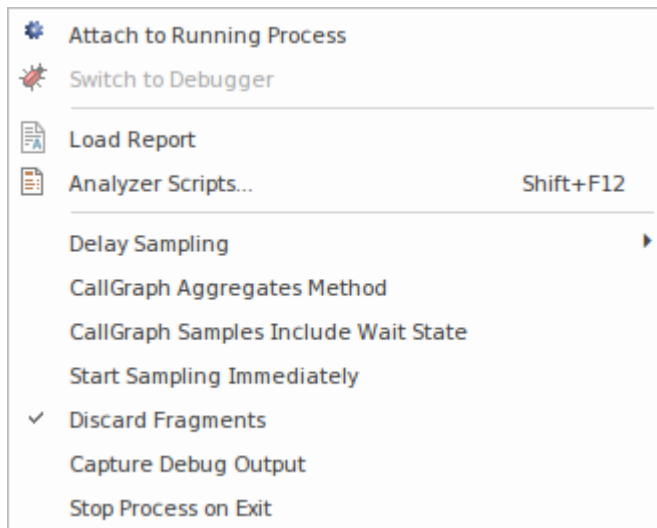 Attach to Running Process
Switch to Debugger
Load Report
Analyzer Scripts... Shift+F12
Delay Sampling
CallGraph Aggregates Method
CallGraph Samples Include Wait State
Start Sampling Immediately
Discard Fragments
Capture Debug Output
Stop Process on Exit